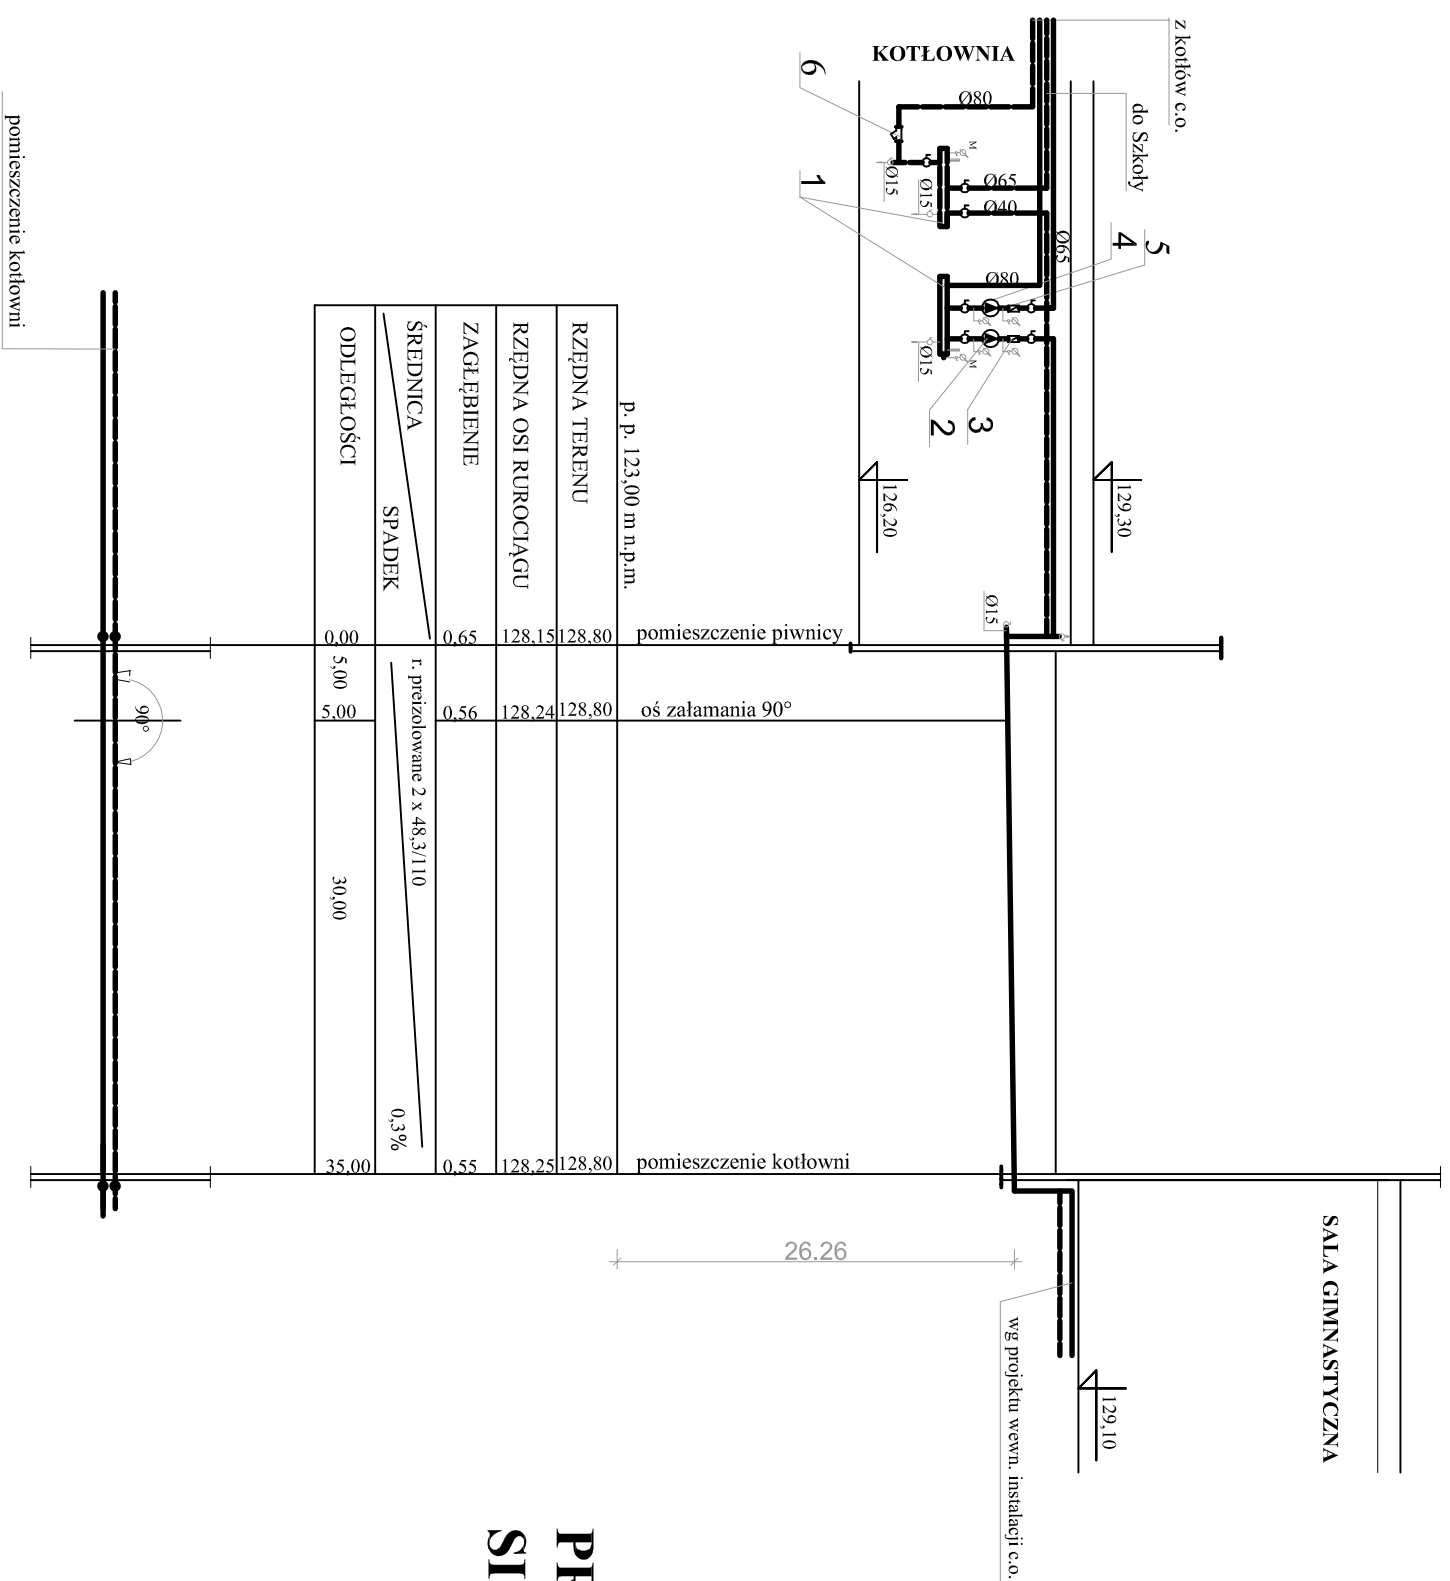 z kotłów c.o.
do Szkoły
KOTŁOWNIA
6
1
5
4
3
2
Ø80
Ø65
Ø40
Ø65
Ø80
Ø15
Ø15
Ø15
Ø15
M
M
129,30
126,20
SALA GIMNASTYCZNA
129,10
wg projektu wewn. instalacji c.o.
26.26
p. p. 123,00 m n.p.m.
pomieszczenie piwnicy
oś załamania 90°
pomieszczenie kotłowni
RZĘDNA TERENU
128,80
128,80
128,80
RZĘDNA OSI RUROCIĄGU
128,15
128,24
128,25
ZAGŁĘBIENIE
0,65
0,56
0,55
ŚREDNICA
SPADEK
r. preizolowane 2 x 48,3/110
0,3%
ODLEGŁOŚCI
0,00
5,00
5,00
30,00
35,00
90°
pomieszczenie kotłowni
SI